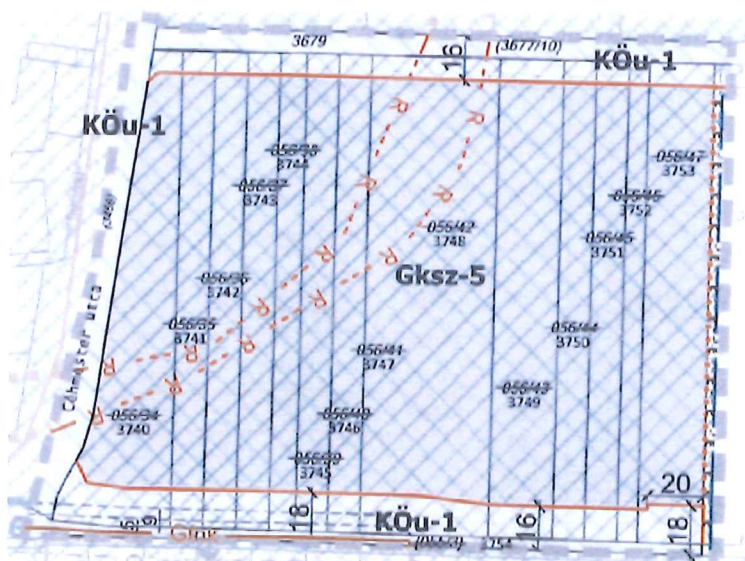 3679
(3677/10)
16
KÖu-1
KÖu-1
056/47
3753
056/38
3744
056/37
3743
056/46
3752
056/42
3748
056/45
3751
Gksz-5
056/36
3742
056/35
3741
056/44
3750
056/41
3747
056/43
3749
056/34
3740
056/40
3746
056/39
3745
utca
R
R
R
R
R
R
R
R
R
R
R
R
R
R
20
18
KÖu-1
16
18
6
9